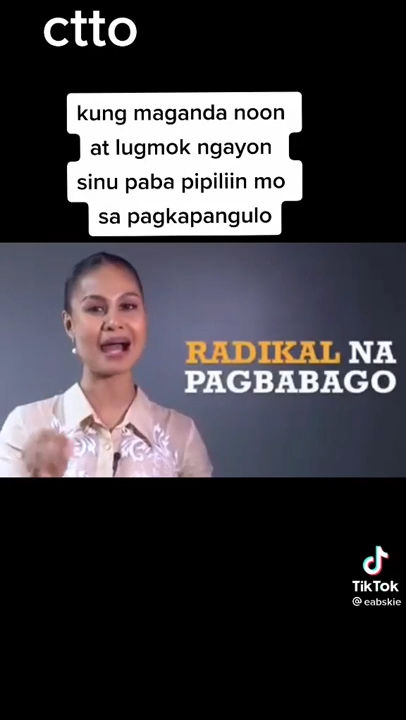 ctto
kung maganda noon
at lugmok ngayon
sinu paba pipiliin mo
sa pagkapangulo
RADIKAL NA
PAGBABAGO
TikTok
@ eabskie